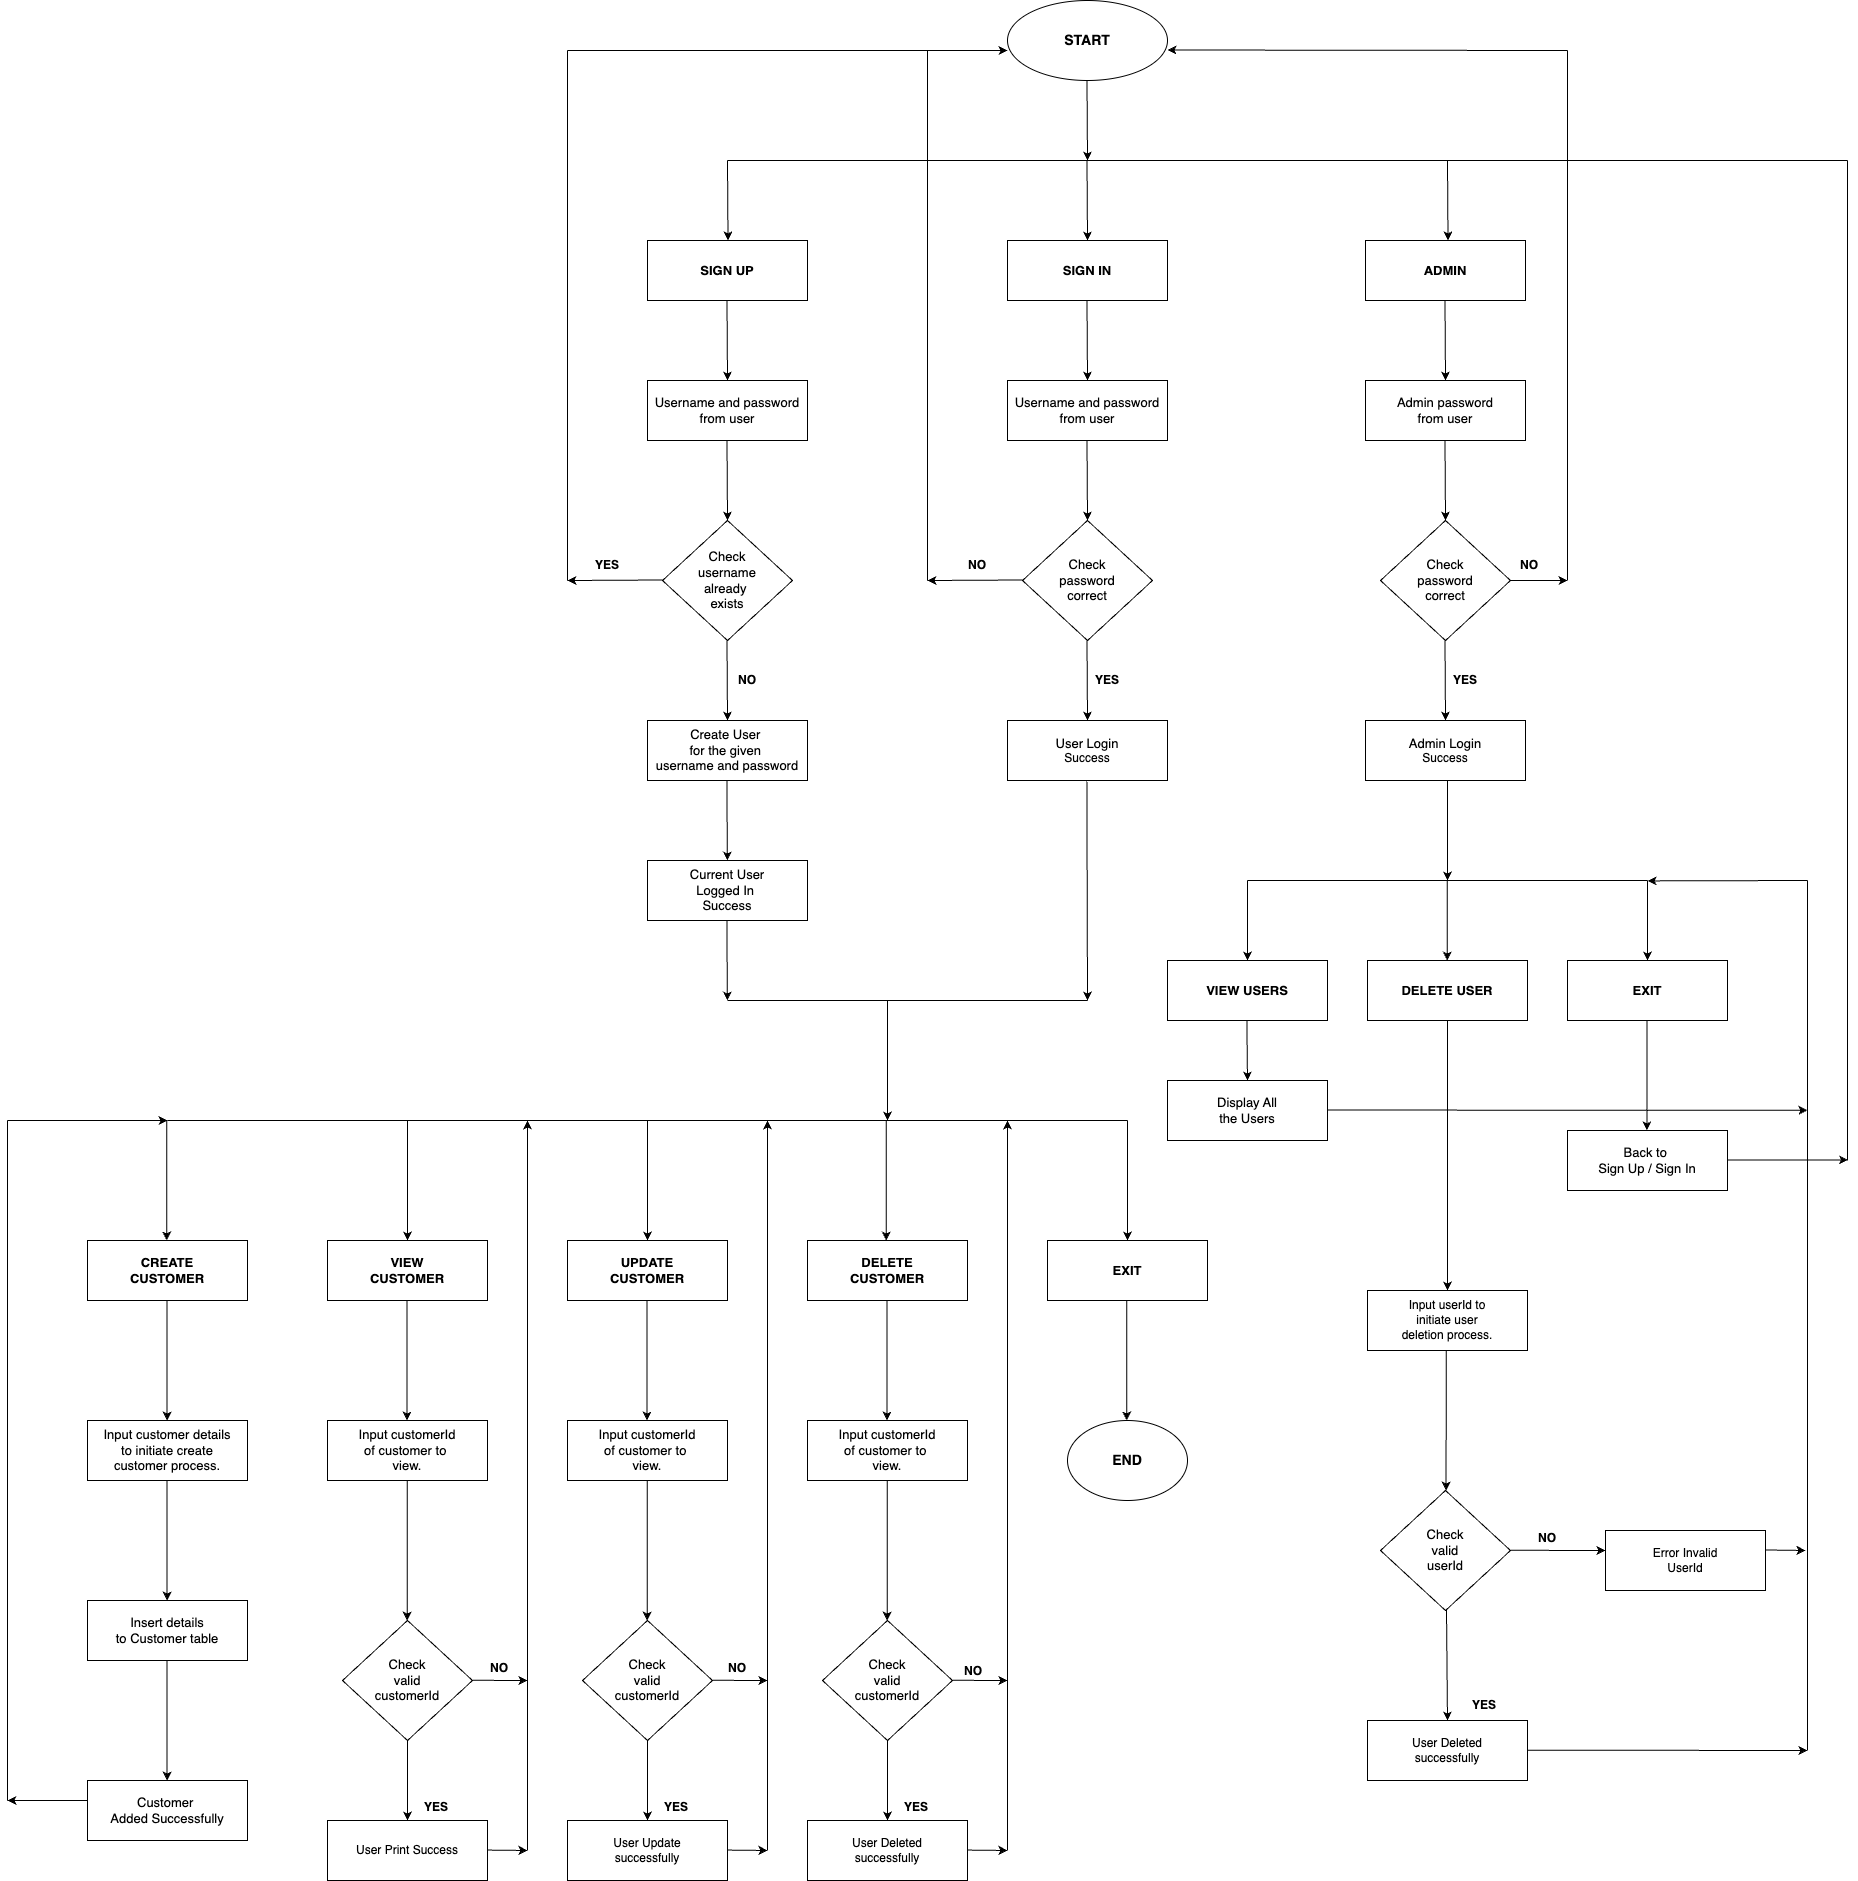 START
SIGN UP
SIGN IN
ADMIN
Username and password
from user
Username and password
from user
Admin password
from user
Check
username
already
exists
YES
Check
password
correct
NO
Check
password
correct
NO
NO
YES
YES
Create User
for the given
username and password
User Login
Success
Admin Login
Success
Current User
Logged In
Success
VIEW USERS
DELETE USER
EXIT
Display All
the Users
Back to
Sign Up / Sign In
CREATE
CUSTOMER
VIEW
CUSTOMER
UPDATE
CUSTOMER
DELETE
CUSTOMER
EXIT
Input userId to
initiate user
deletion process.
Input customer details
to initiate create
customer process.
Input customerId
of customer to
view.
Input customerId
of customer to
view.
Input customerId
of customer to
view.
END
Check
valid
userId
NO
Error Invalid
UserId
Insert details
to Customer table
Check
valid
customerId
NO
Check
valid
customerId
NO
Check
valid
customerId
NO
YES
User Deleted
successfully
Customer
Added Successfully
YES
User Print Success
YES
User Update
successfully
YES
User Deleted
successfully